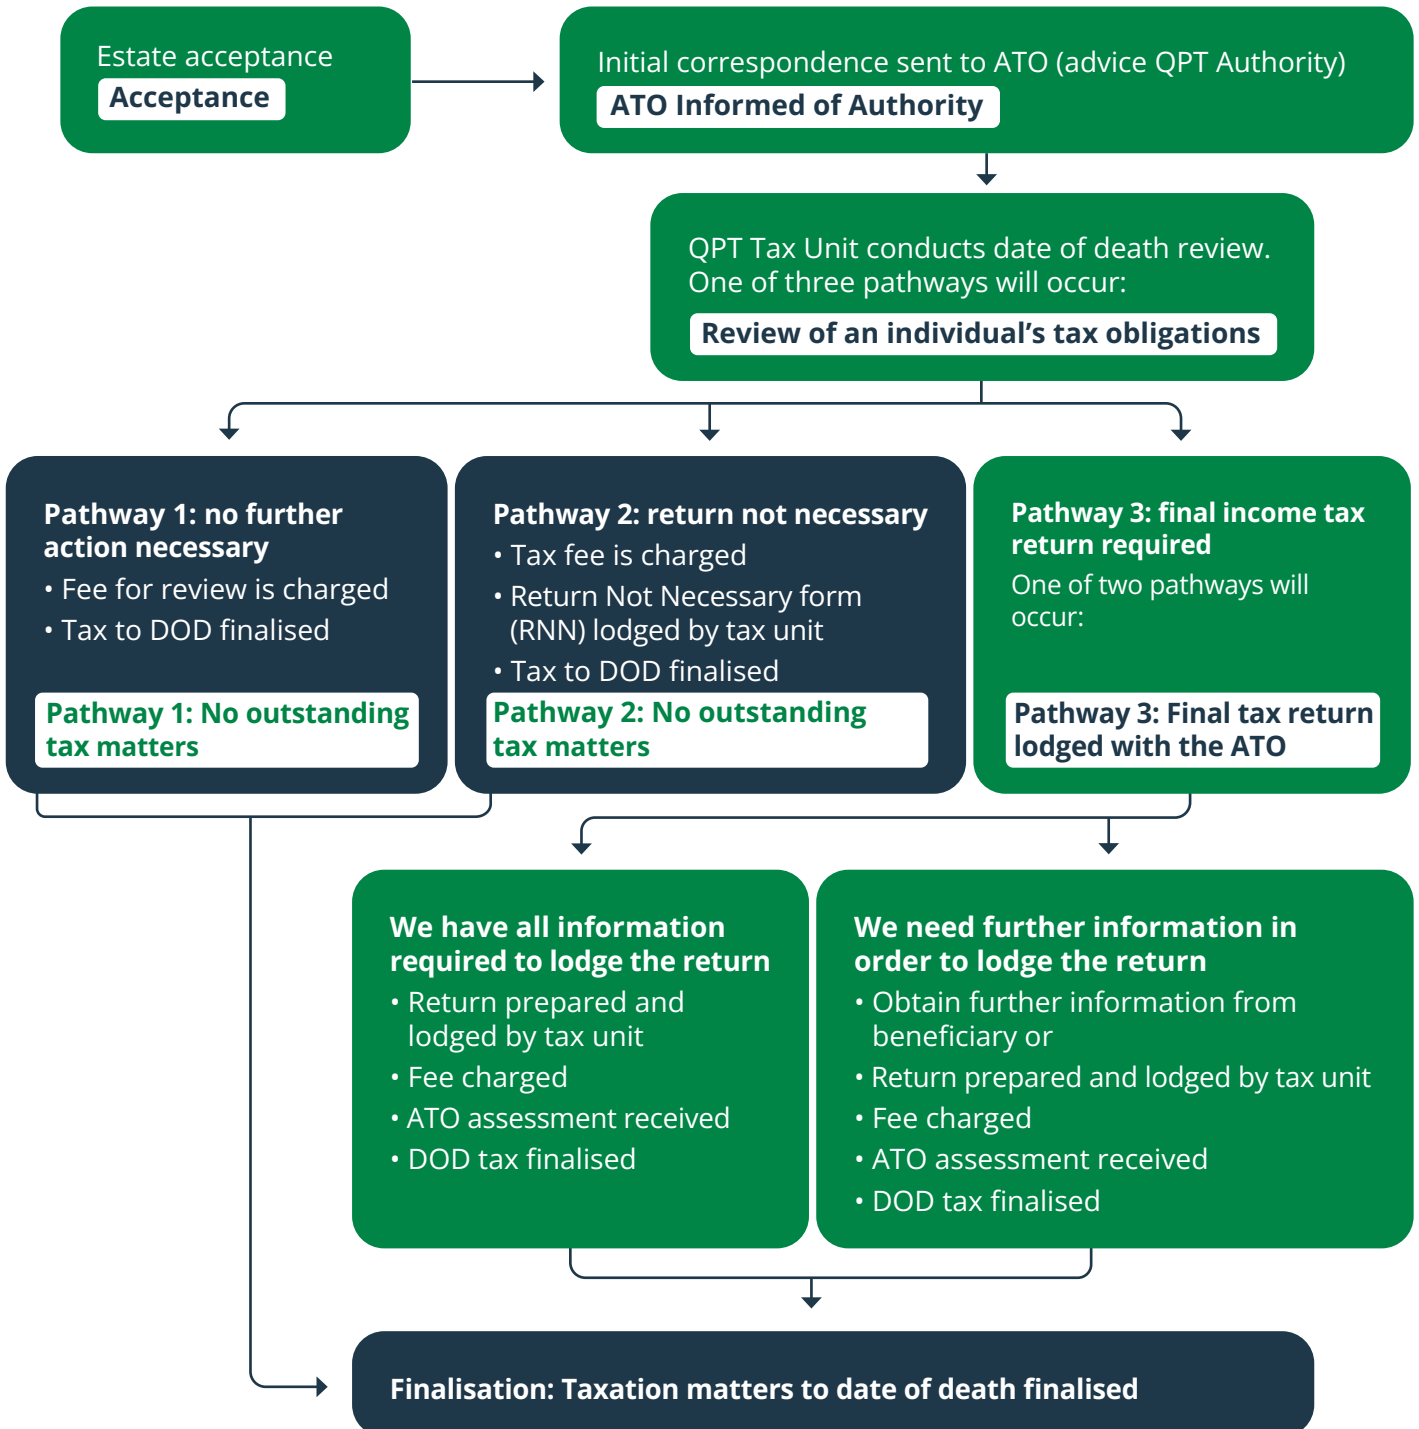 Estate acceptance
Acceptance
Initial correspondence sent to ATO (advice QPT Authority)
ATO Informed of Authority
QPT Tax Unit conducts date of death review.
One of three pathways will occur:
Review of an individual’s tax obligations
Pathway 1: no further
action necessary
• Fee for review is charged
• Tax to DOD finalised
Pathway 1: No outstanding
tax matters
Pathway 2: return not necessary
• Tax fee is charged
• Return Not Necessary form
(RNN) lodged by tax unit
• Tax to DOD finalised
Pathway 2: No outstanding
tax matters
Pathway 3: final income tax
return required
One of two pathways will
occur:
Pathway 3: Final tax return
lodged with the ATO
We have all information
required to lodge the return
• Return prepared and
lodged by tax unit
• Fee charged
• ATO assessment received
• DOD tax finalised
We need further information in
order to lodge the return
• Obtain further information from
beneficiary or
• Return prepared and lodged by tax unit
• Fee charged
• ATO assessment received
• DOD tax finalised
Finalisation: Taxation matters to date of death finalised